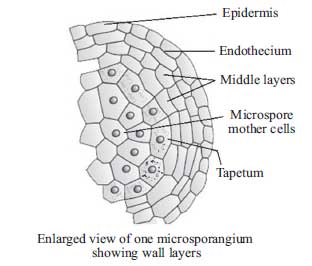 Epidermis
Endothecium
Middle layers
Microspore
mother cells
Tapetum
Enlarged view of one microsporangium
showing wall layers